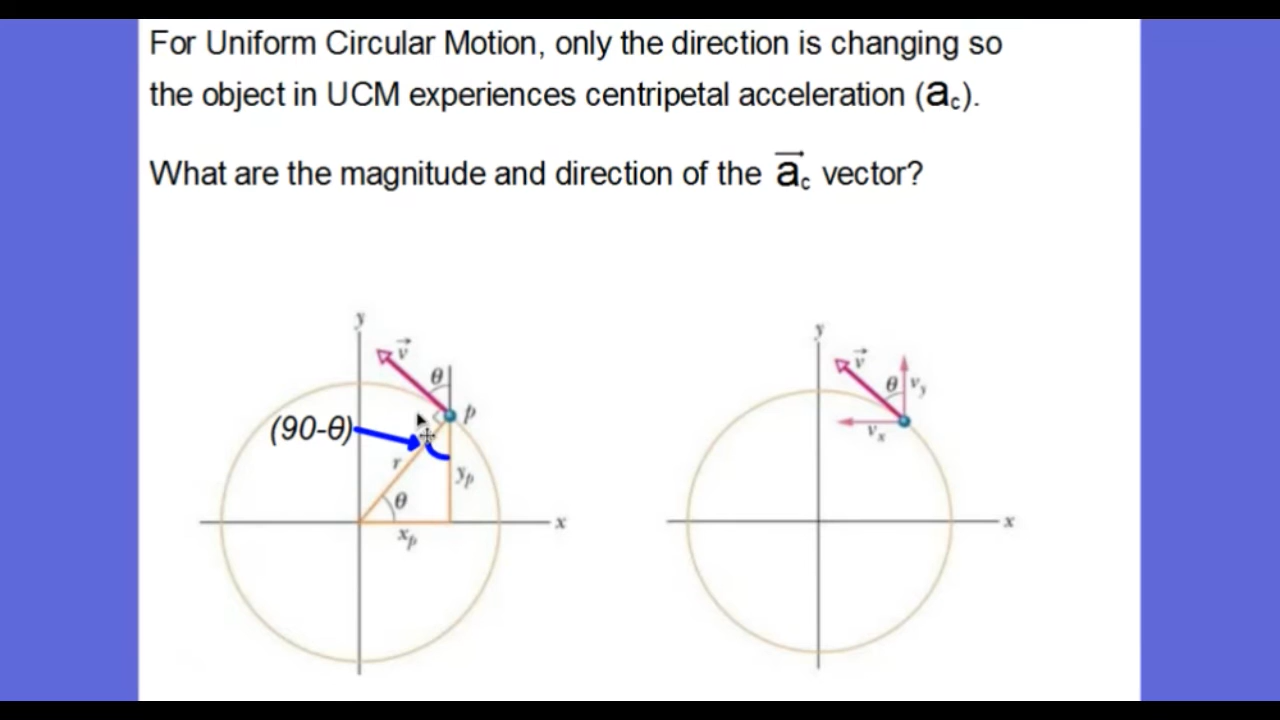 For Uniform Circular Motion, only the direction is changing so
the object in UCM experiences centripetal acceleration (ac).
What are the magnitude and direction of the a⃗c vector?
y
v⃗
θ
p
(90-θ)
r
yp
θ
x
xp
y
v⃗
θ
vy
vx
x